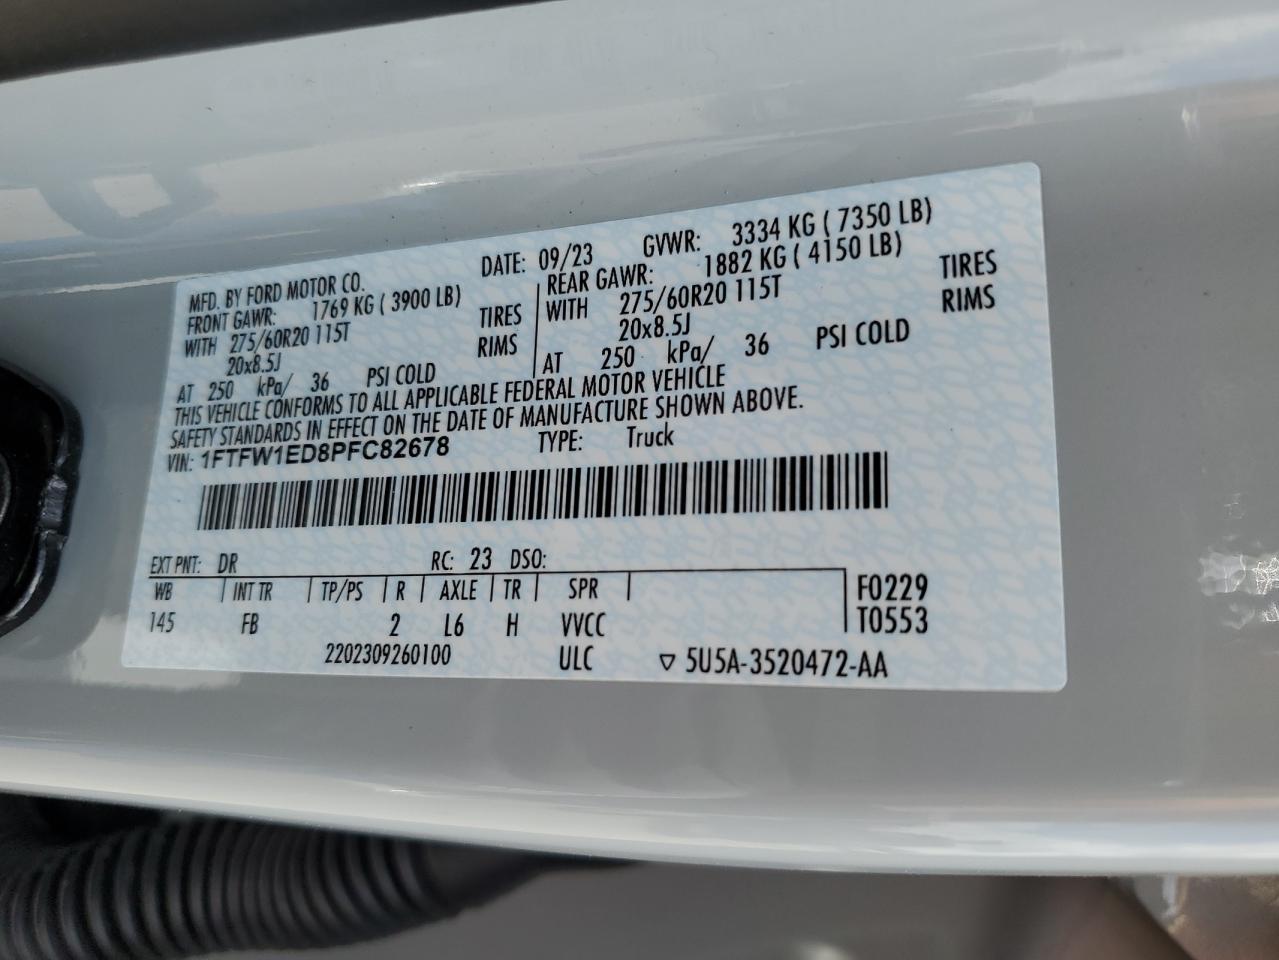 MFD. BY FORD MOTOR CO. DATE: 09/23 GVWR: 3334 KG ( 7350 LB)
FRONT GAWR: 1769 KG ( 3900 LB) REAR GAWR: 1882 KG ( 4150 LB)
WITH 275/60R20 115T TIRES WITH 275/60R20 115T TIRES
20x8.5J RIMS 20x8.5J RIMS
AT 250 kPa/ 36 PSI COLD AT 250 kPa/ 36 PSI COLD
THIS VEHICLE CONFORMS TO ALL APPLICABLE FEDERAL MOTOR VEHICLE
SAFETY STANDARDS IN EFFECT ON THE DATE OF MANUFACTURE SHOWN ABOVE.
VIN: 1FTFW1ED8PFC82678 TYPE: Truck
EXT PNT: DR RC: 23 DSO:
WB INT TR TP/PS R AXLE TR SPR F0229
145 FB 2 L6 H VVCC T0553
2202309260100 ULC ▽ 5U5A-3520472-AA